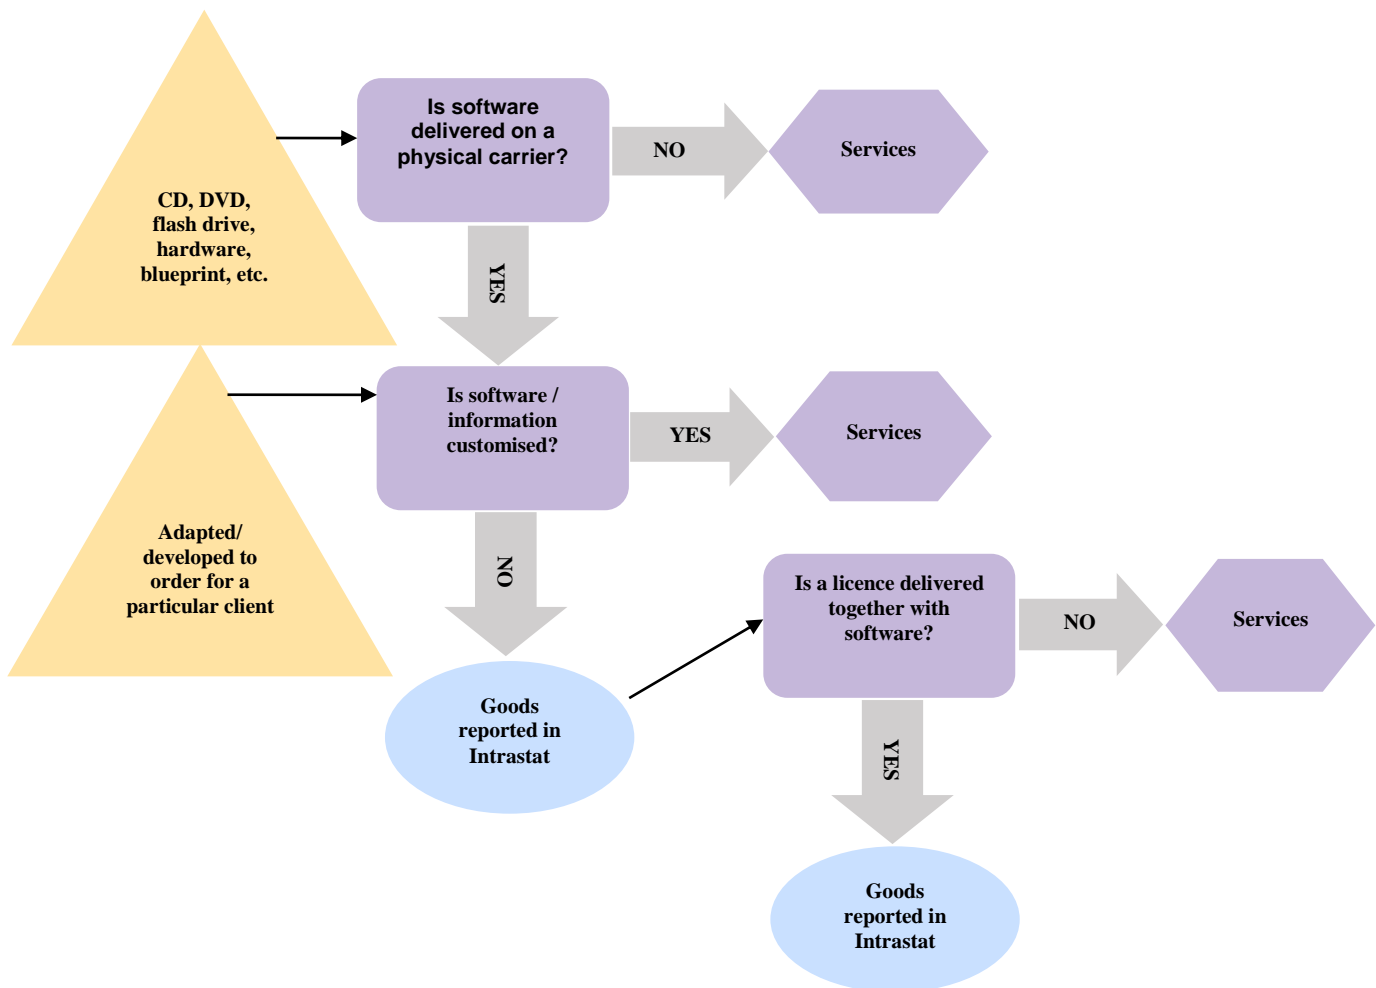 Is software
delivered on a
physical carrier?
NO
Services
CD, DVD,
flash drive,
hardware,
blueprint, etc.
YES
Is software /
information
customised?
YES
Services
Adapted/
developed to
order for a
particular client
NO
Is a licence delivered
together with
software?
NO
Services
Goods
reported in
Intrastat
YES
Goods
reported in
Intrastat